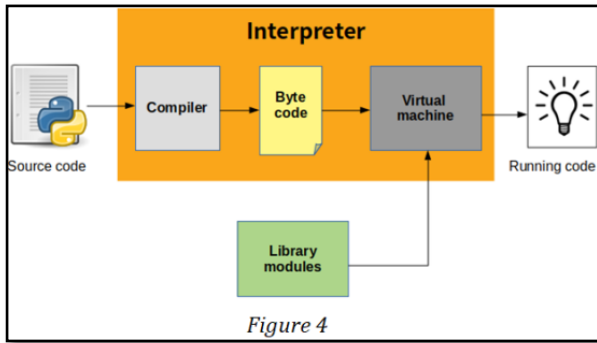 Interpreter
Source code
Compiler
Byte
code
Virtual
machine
Running code
Library
modules
Figure 4